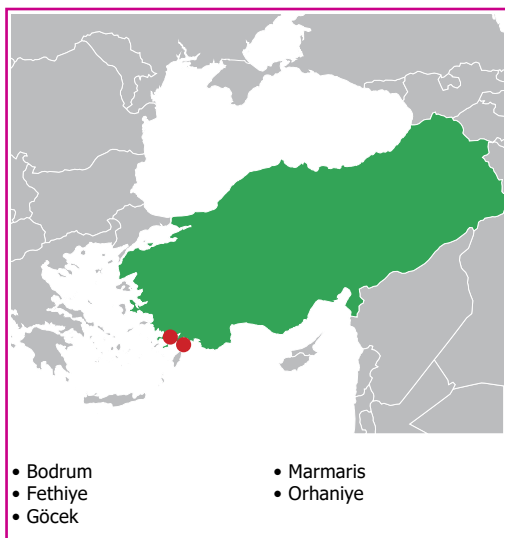 • Bodrum
• Fethiye
• Göcek
• Marmaris
• Orhaniye